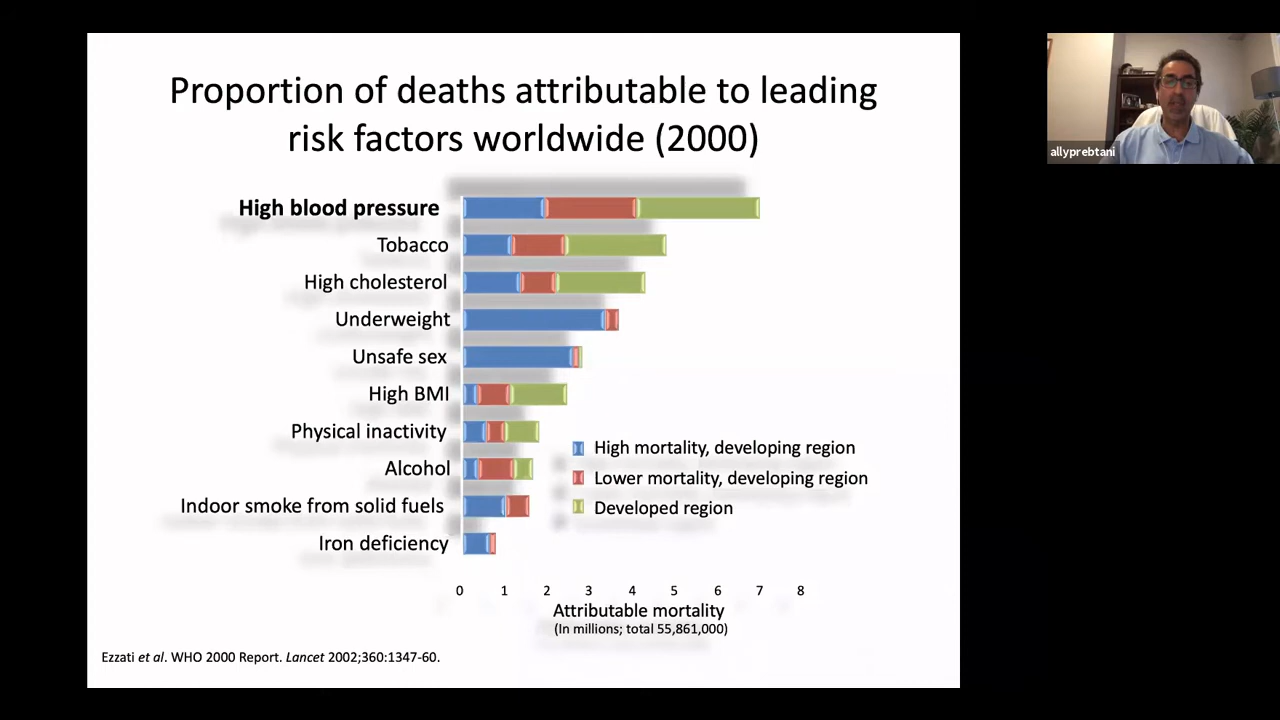 Proportion of deaths attributable to leading
risk factors worldwide (2000)
allyprebtani
High blood pressure
Tobacco
High cholesterol
Underweight
Unsafe sex
High BMI
Physical inactivity
Alcohol
Indoor smoke from solid fuels
Iron deficiency
High mortality, developing region
Lower mortality, developing region
Developed region
0 1 2 3 4 5 6 7 8
Attributable mortality
(In millions; total 55,861,000)
Ezzati et al. WHO 2000 Report. Lancet 2002;360:1347-60.